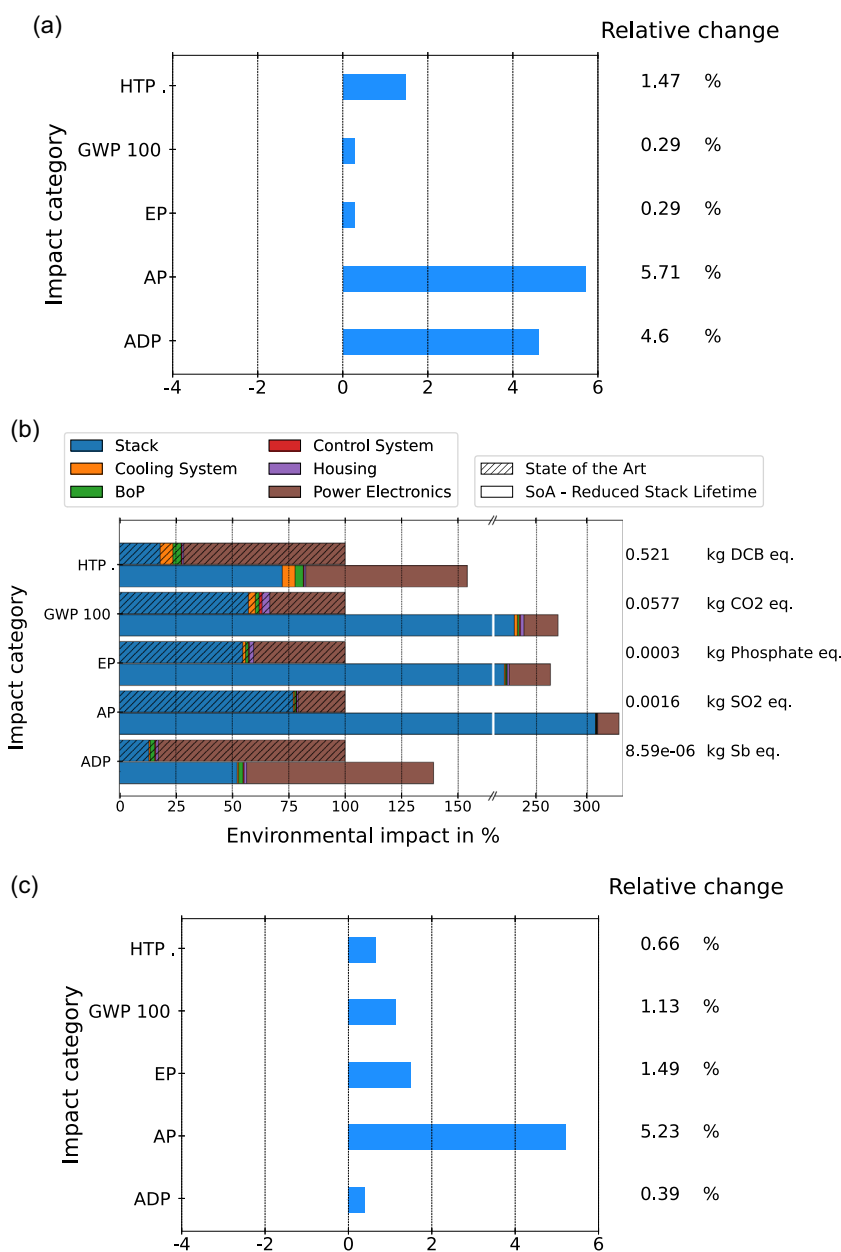 (a)
Relative change
Impact category
HTP . 1.47 %
GWP 100 0.29 %
EP 0.29 %
AP 5.71 %
ADP 4.6 %
-4 -2 0 2 4 6
(b)
Stack Control System
Cooling System Housing
BoP Power Electronics
State of the Art
SoA - Reduced Stack Lifetime
Impact category
HTP . 0.521 kg DCB eq.
GWP 100 0.0577 kg CO2 eq.
EP 0.0003 kg Phosphate eq.
AP 0.0016 kg SO2 eq.
ADP 8.59e-06 kg Sb eq.
0 25 50 75 100 125 150 // 250 300
Environmental impact in %
(c)
Relative change
Impact category
HTP . 0.66 %
GWP 100 1.13 %
EP 1.49 %
AP 5.23 %
ADP 0.39 %
-4 -2 0 2 4 6